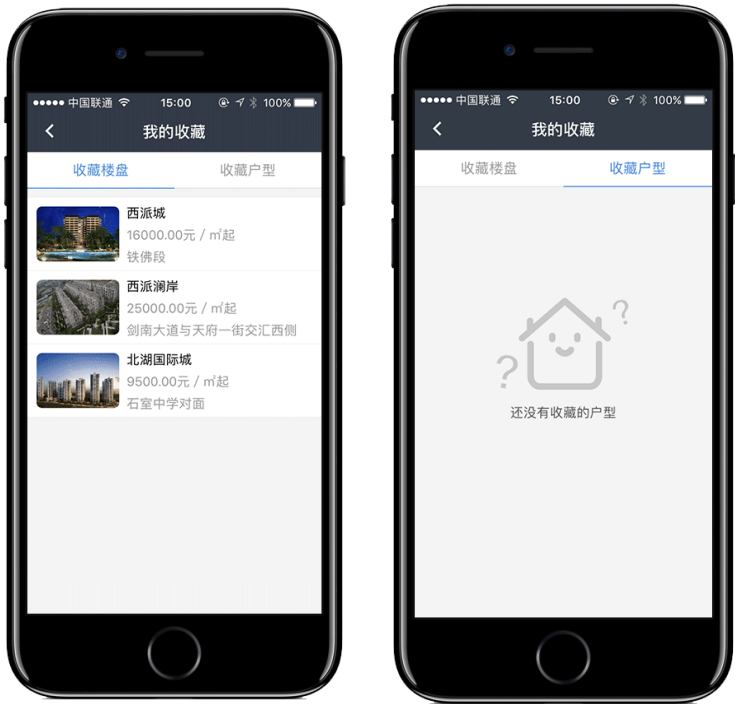 中国联通 15:00 100%
我的收藏
收藏楼盘 收藏户型
西派城
16000.00元 / ㎡起
铁佛段
西派澜岸
25000.00元 / ㎡起
剑南大道与天府一街交汇西侧
北湖国际城
9500.00元 / ㎡起
石室中学对面
中国联通 15:00 100%
我的收藏
收藏楼盘 收藏户型
? ?
还没有收藏的户型